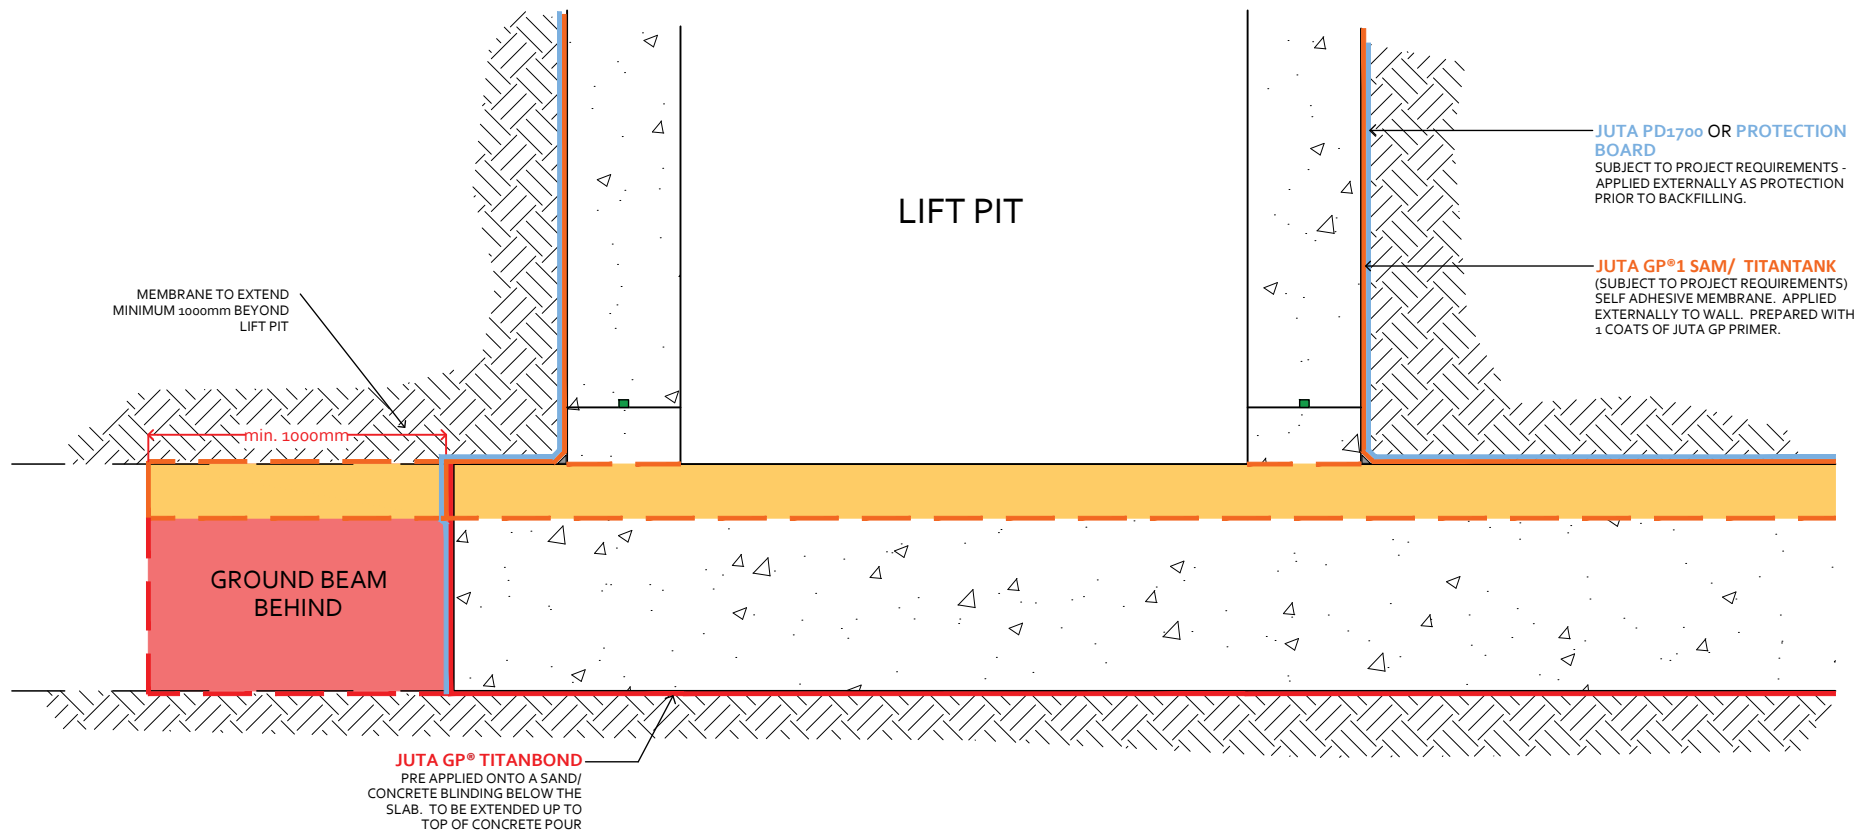 LIFT PIT
JUTA PD1700 OR PROTECTION
BOARD
SUBJECT TO PROJECT REQUIREMENTS -
APPLIED EXTERNALLY AS PROTECTION
PRIOR TO BACKFILLING.
JUTA GP®1 SAM/ TITANTANK
(SUBJECT TO PROJECT REQUIREMENTS)
SELF ADHESIVE MEMBRANE. APPLIED
EXTERNALLY TO WALL. PREPARED WITH
1 COATS OF JUTA GP PRIMER.
MEMBRANE TO EXTEND
MINIMUM 1000mm BEYOND
LIFT PIT
min. 1000mm
GROUND BEAM
BEHIND
JUTA GP® TITANBOND
PRE APPLIED ONTO A SAND/
CONCRETE BLINDING BELOW THE
SLAB. TO BE EXTENDED UP TO
TOP OF CONCRETE POUR